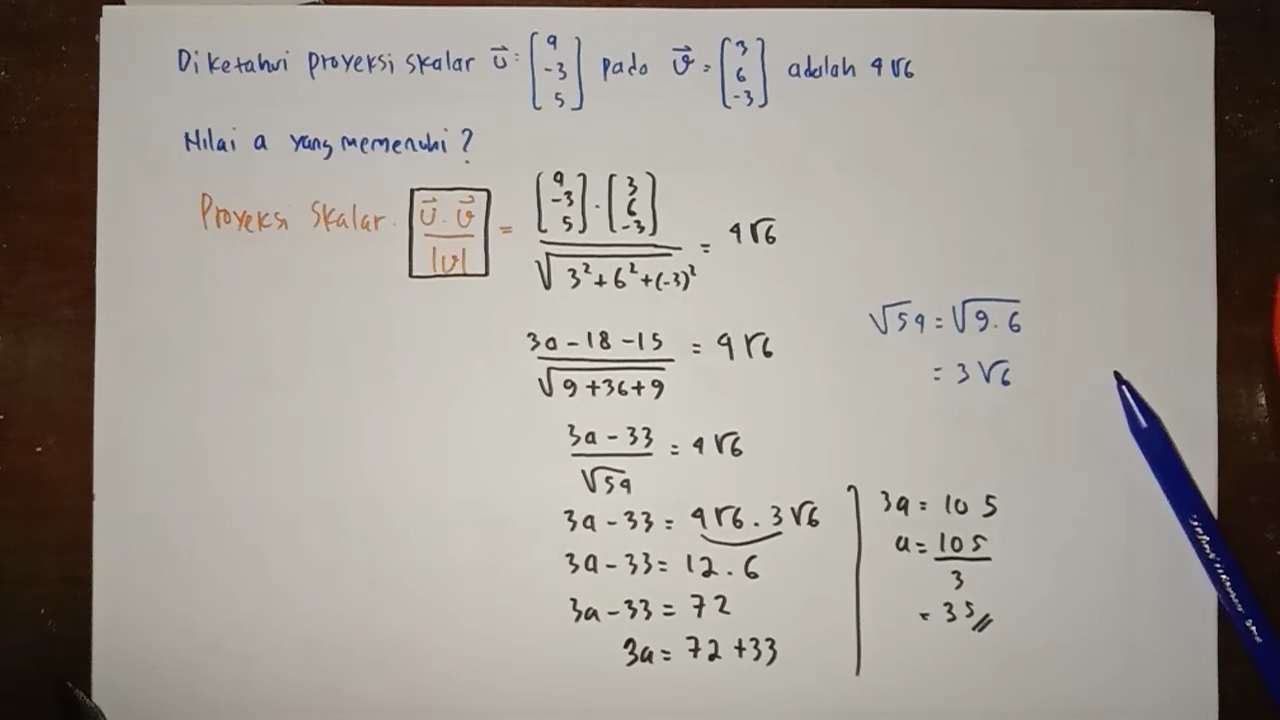 Diketahui proyeksi skalar u⃗ = [a -3 5] pada v⃗ = [3 6 -3] adalah 4√6
Nilai a yang memenuhi?
Proyeksi Skalar. u⃗ . v⃗ / |v| = [a -3 5] . [3 6 -3] / √3²+6²+(-3)² = 4√6
3a - 18 - 15 / √9+36+9 = 4√6
3a - 33 / √54 = 4√6
3a - 33 = 4√6 . 3√6
3a - 33 = 12 . 6
3a - 33 = 72
3a = 72 + 33
√54 = √9.6
= 3√6
3a = 105
a = 105 / 3
= 35 //